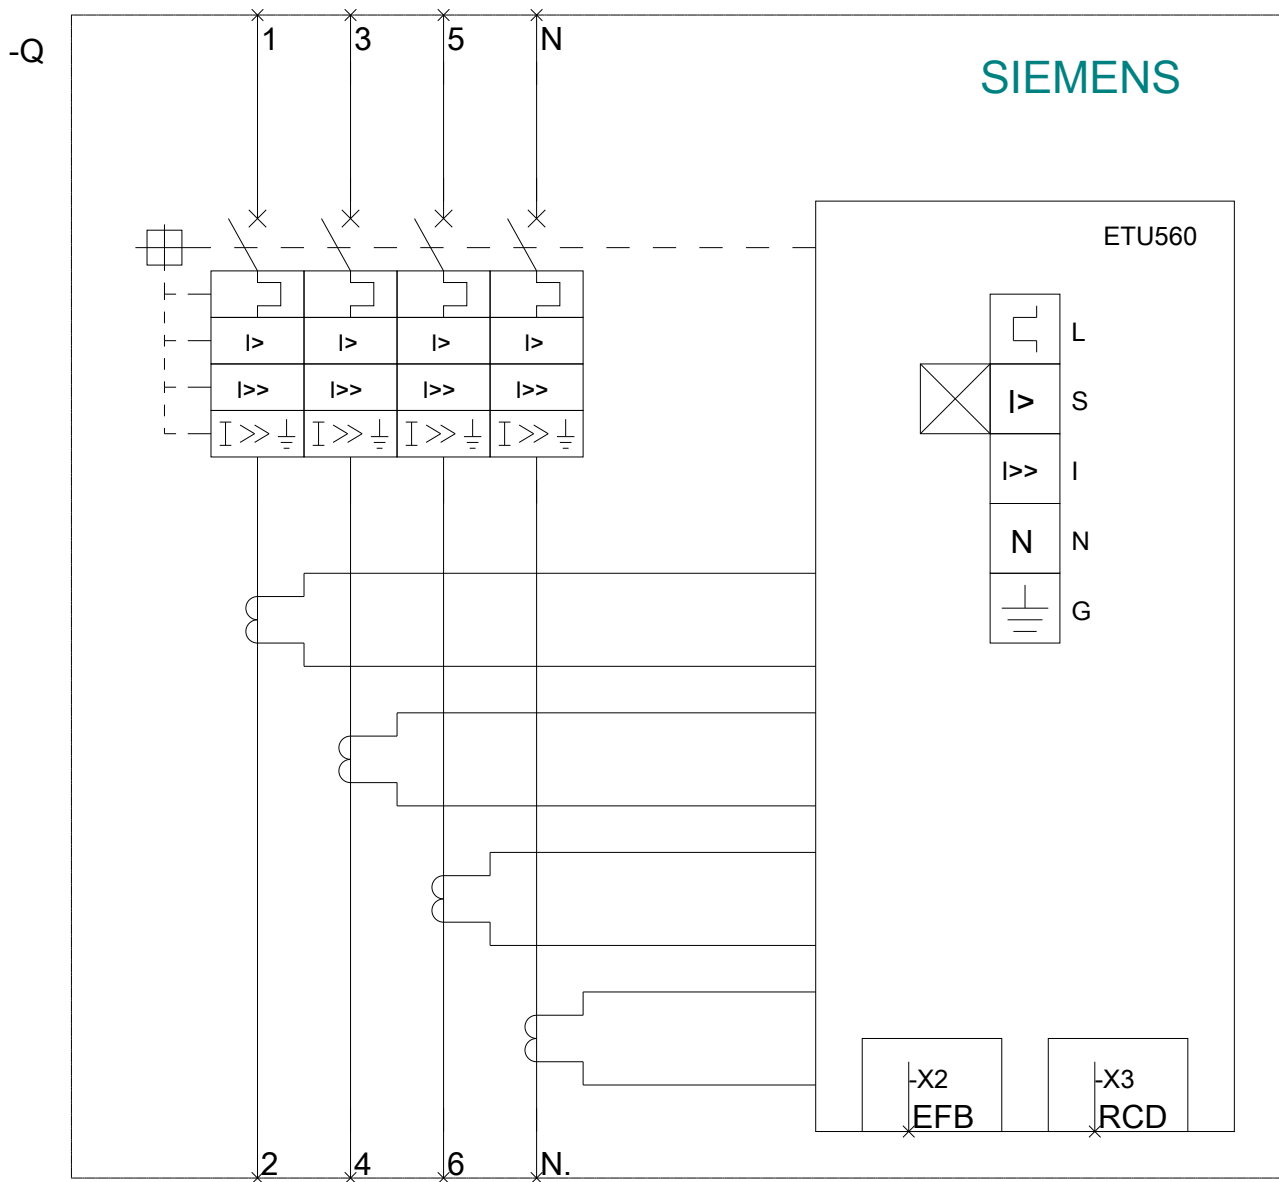 1 3 5 N
-Q
SIEMENS
ETU560
L
I> I> I> I> 
I>> I>> I>> I>>
I>> I>> I>> I>>
I> S
I>> I
N N
G
-X2 -X3
EFB RCD
2 4 6 N.